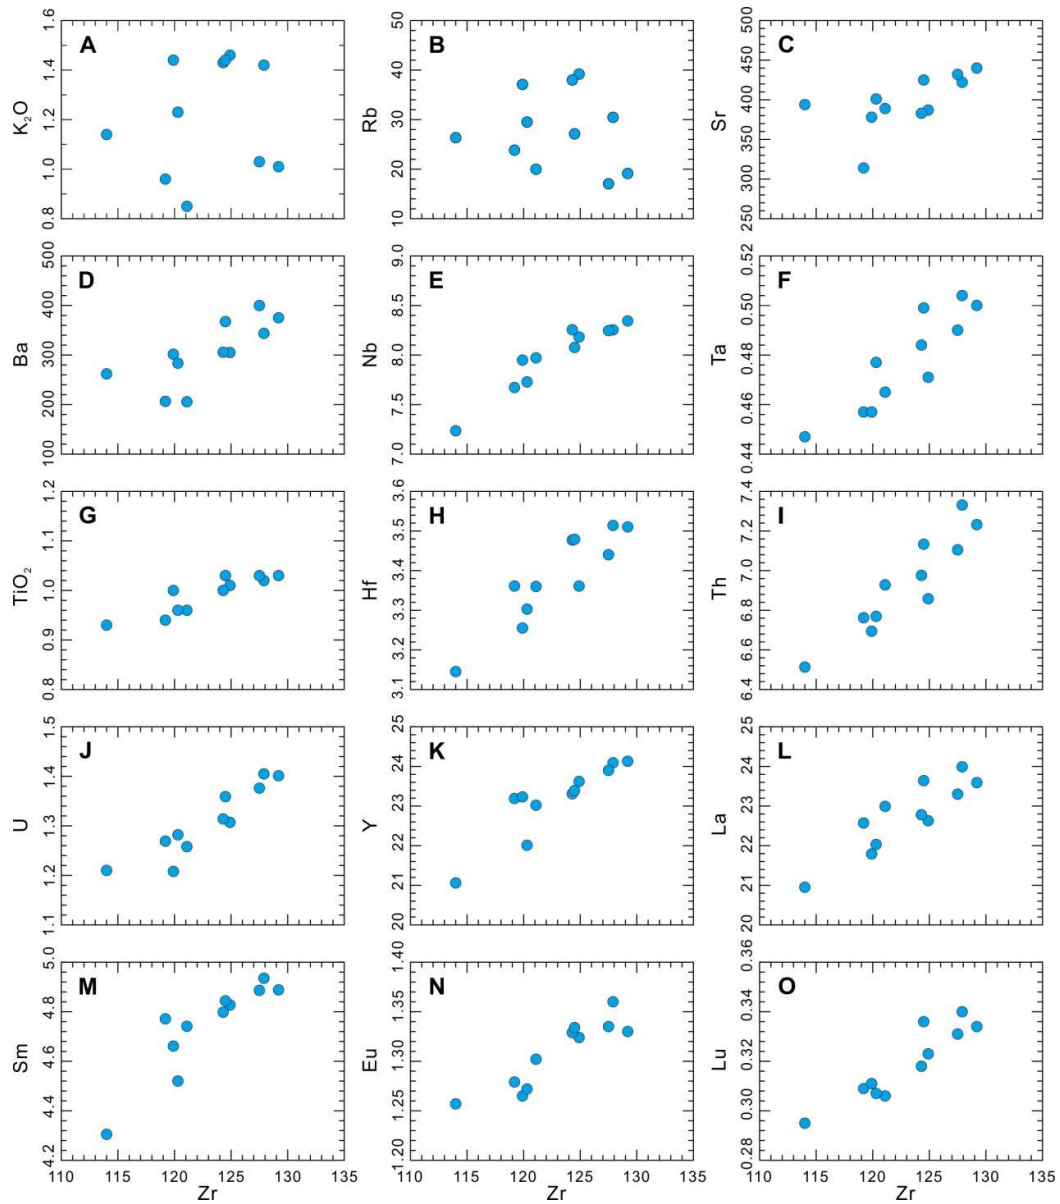 A
K2O
1.6
1.4
1.2
1.0
0.8
B
Rb
50
40
30
20
10
C
Sr
500
450
400
350
300
250
D
Ba
500
400
300
200
100
E
Nb
9.0
8.5
8.0
7.5
7.0
F
Ta
0.52
0.50
0.48
0.46
0.44
G
TiO2
1.2
1.1
1.0
0.9
0.8
H
Hf
3.6
3.5
3.4
3.3
3.2
3.1
I
Th
7.4
7.2
7.0
6.8
6.6
6.4
J
U
1.5
1.4
1.3
1.2
1.1
K
Y
25
24
23
22
21
20
L
La
25
24
23
22
21
20
M
Sm
5.0
4.8
4.6
4.4
4.2
N
Eu
1.40
1.35
1.30
1.25
1.20
O
Lu
0.36
0.34
0.32
0.30
0.28
110 115 120 125 130 135
110 115 120 125 130 135
110 115 120 125 130 135
Zr
Zr
Zr